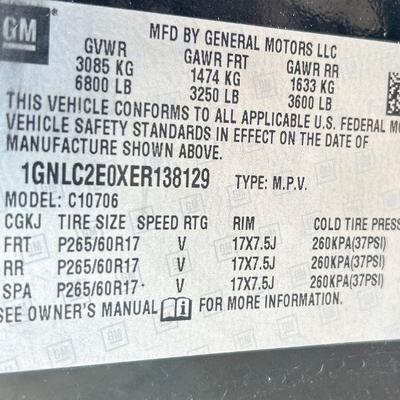 GM
MFD BY GENERAL MOTORS LLC
GVWR GAWR FRT GAWR RR
3085 KG 1474 KG 1633 KG
6800 LB 3250 LB 3600 LB
THIS VEHICLE CONFORMS TO ALL APPLICABLE U.S. FEDERAL
VEHICLE SAFETY STANDARDS IN EFFECT ON THE DATE OF
MANUFACTURE SHOWN ABOVE.
1GNLC2E0XER138129 TYPE: M.P.V.
MODEL: C10706
CGKJ TIRE SIZE SPEED RTG RIM COLD TIRE PRESS
FRT P265/60R17 V 17X7.5J 260KPA(37PSI)
RR P265/60R17 V 17X7.5J 260KPA(37PSI)
SPA P265/60R17 V 17X7.5J 260KPA(37PSI)
SEE OWNER'S MANUAL i FOR MORE INFORMATION.